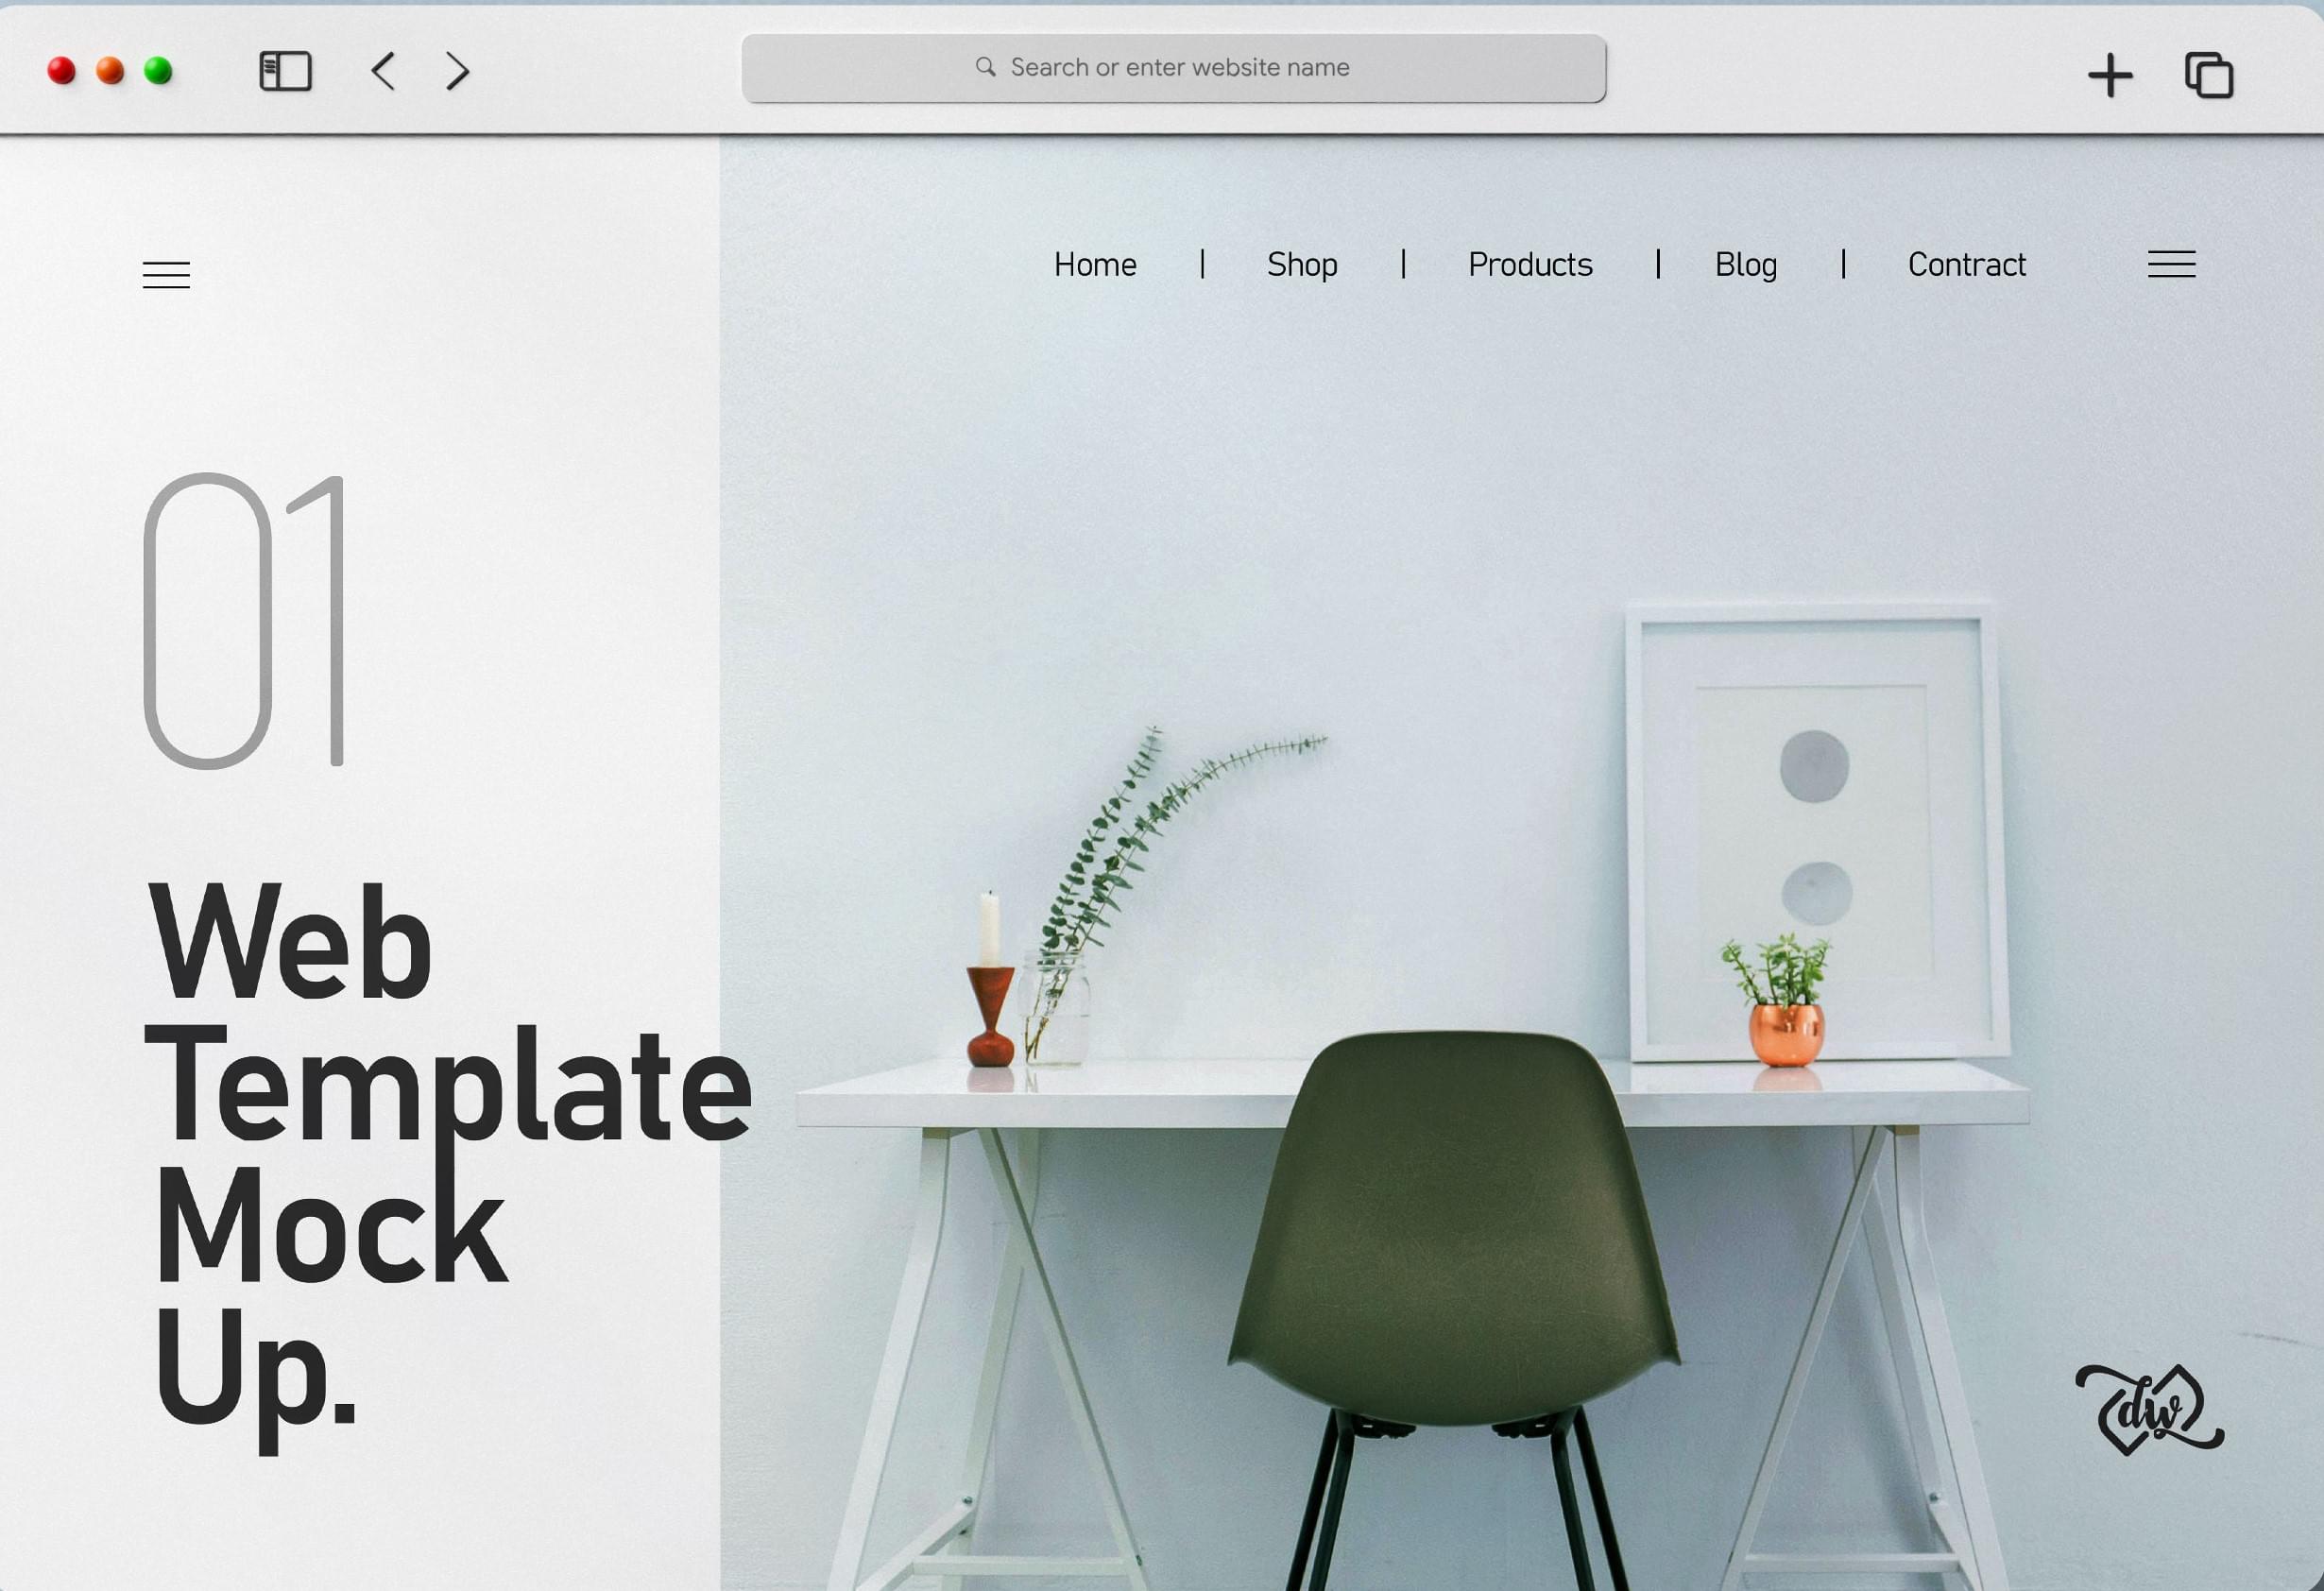 Search or enter website name
Home | Shop | Products | Blog | Contract
01
Web
Template
Mock
Up.
dw